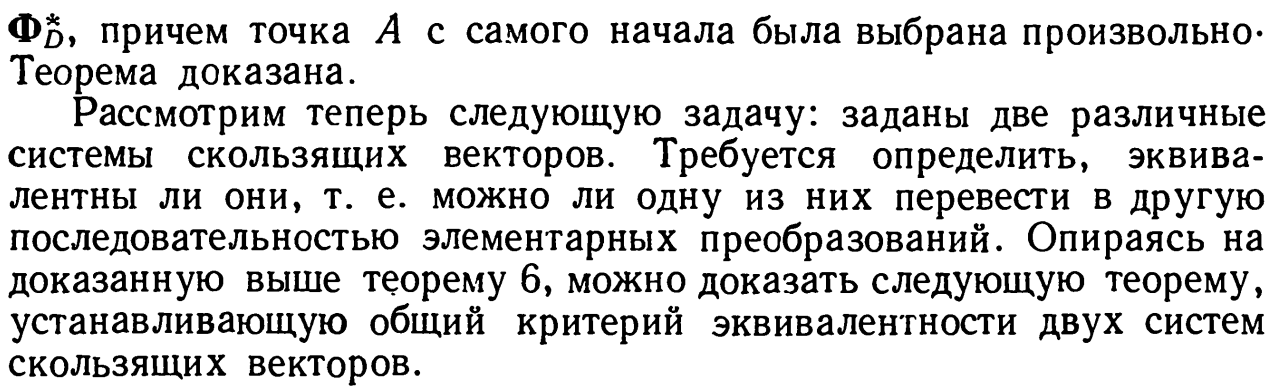 Ф*D, причем точка A с самого начала была выбрана произвольно·
Теорема доказана.
Рассмотрим теперь следующую задачу: заданы две различные
системы скользящих векторов. Требуется определить, эквива-
лентны ли они, т. е. можно ли одну из них перевести в другую
последовательностью элементарных преобразований. Опираясь на
доказанную выше теорему 6, можно доказать следующую теорему,
устанавливающую общий критерий эквивалентности двух систем
скользящих векторов.